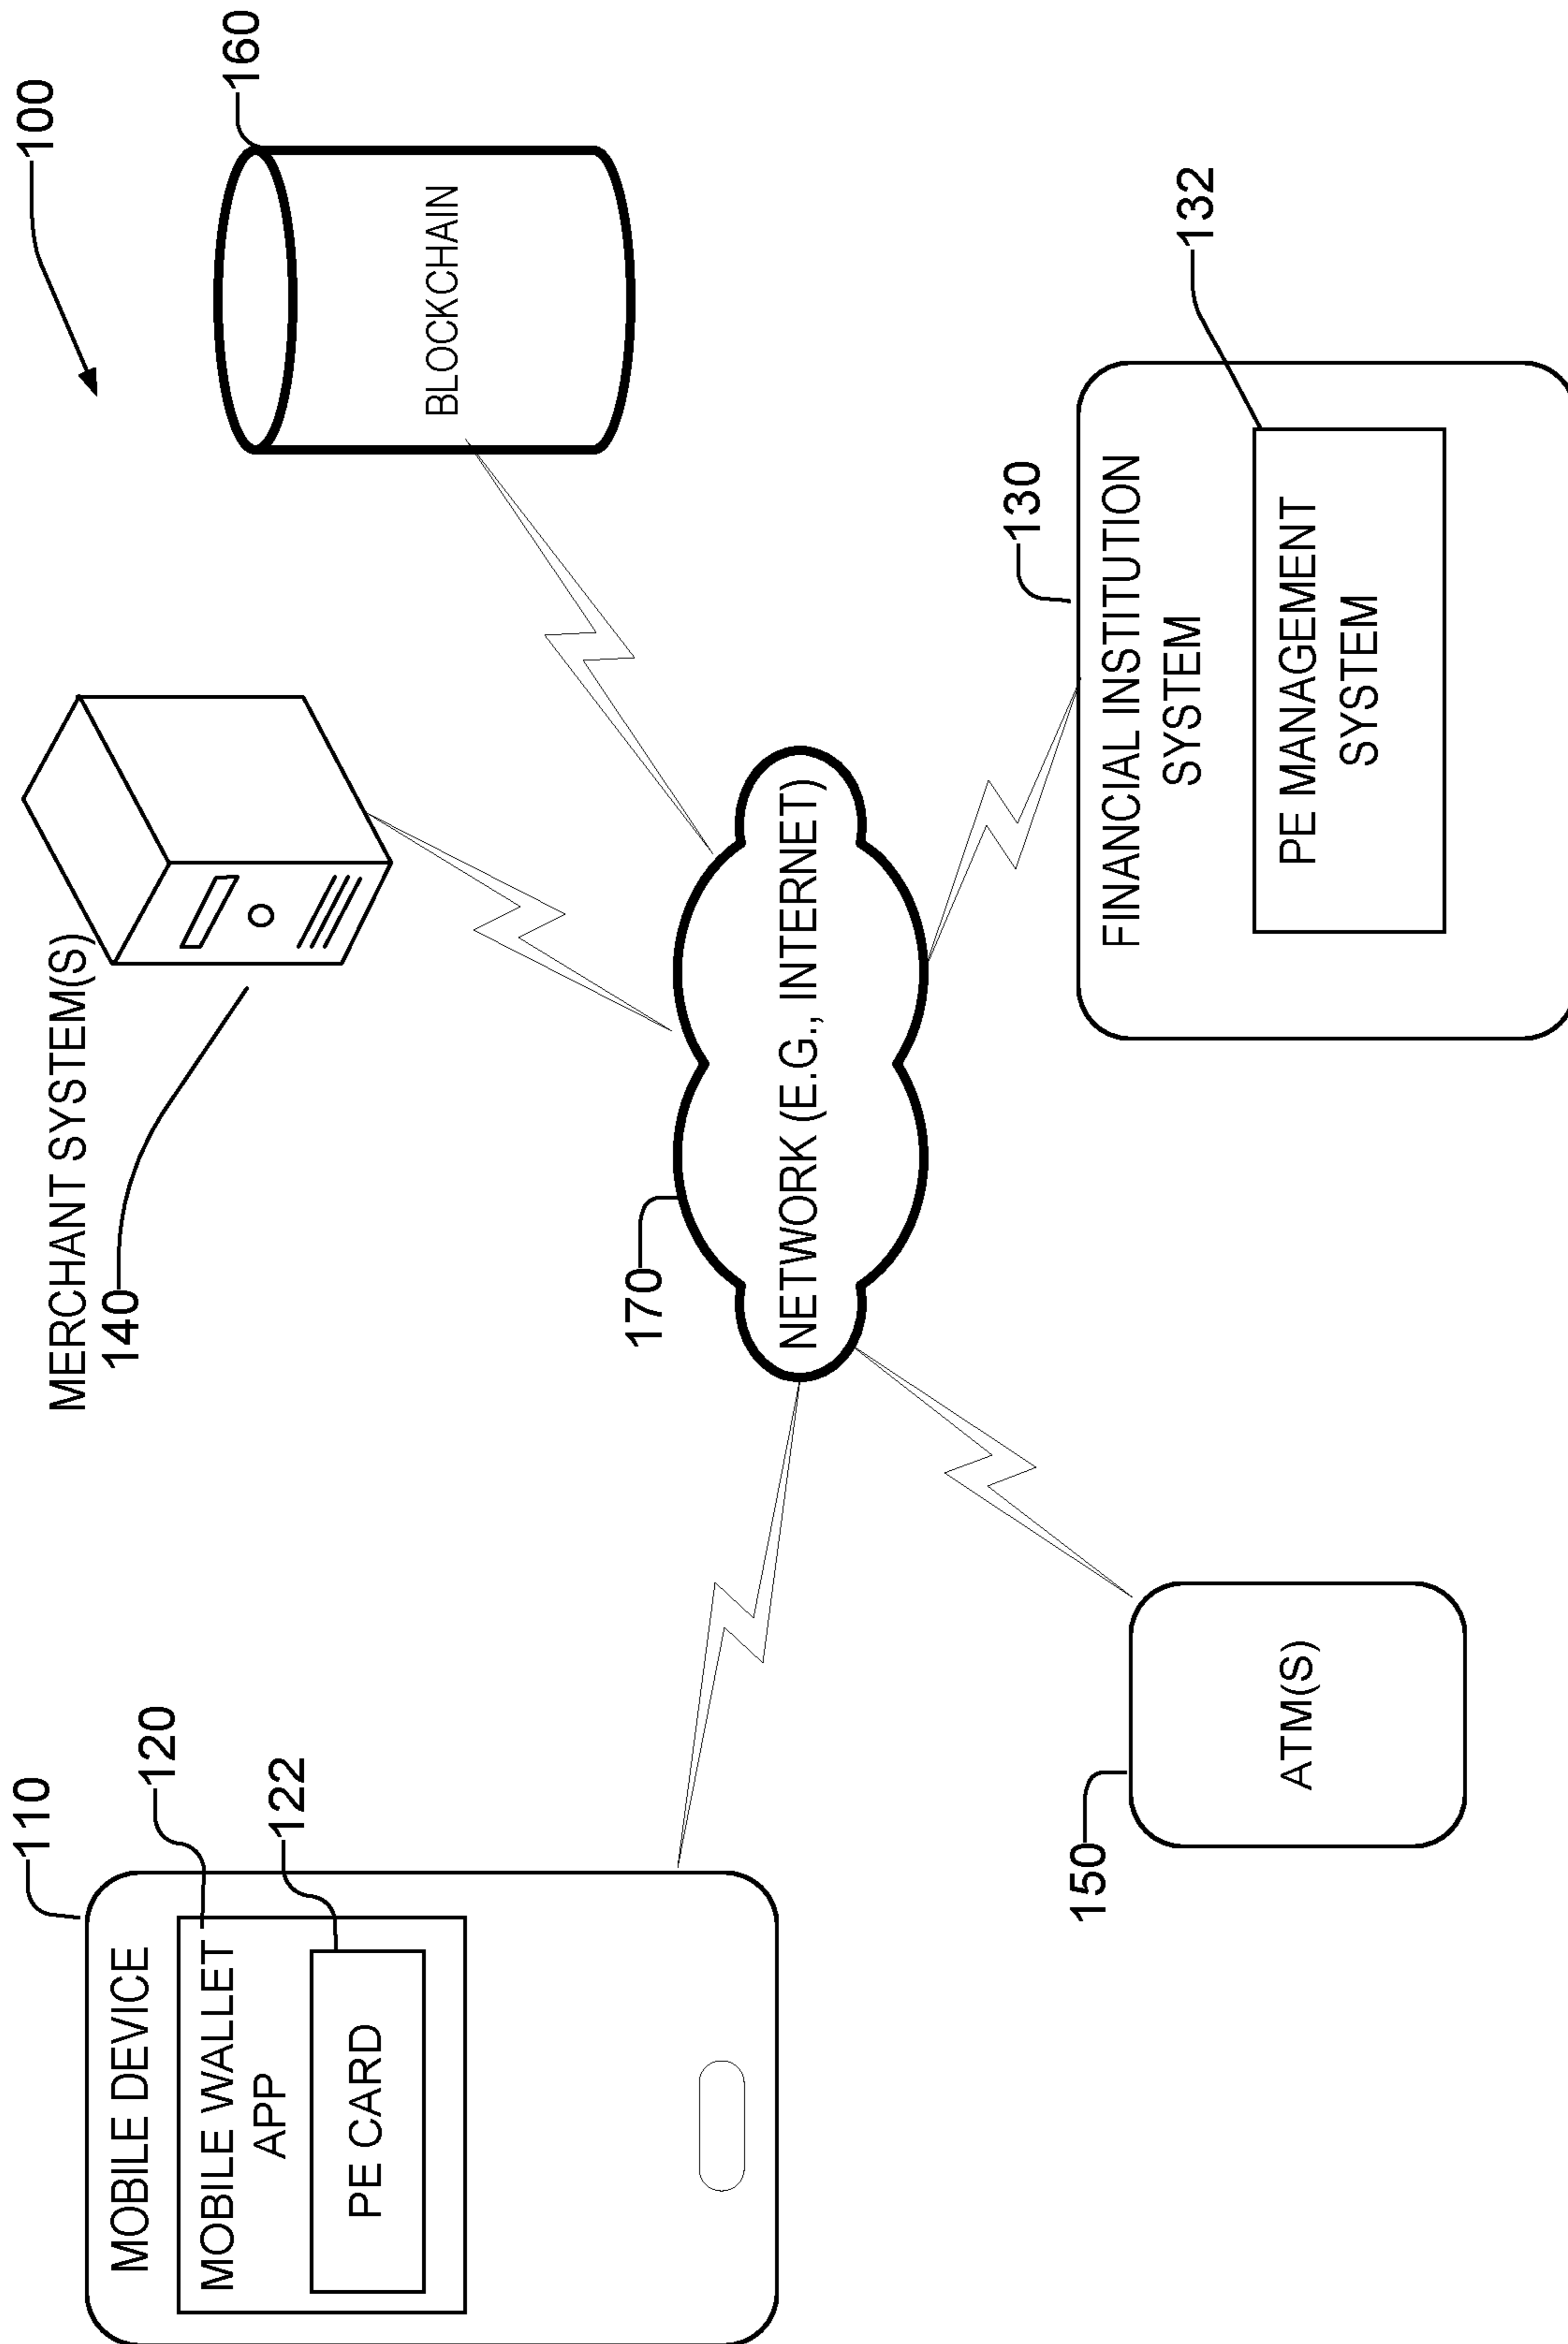 100
110
MOBILE DEVICE
120
MOBILE WALLET
APP
122
PE CARD
MERCHANT SYSTEM(S)
140
160
BLOCKCHAIN
170
NETWORK (E.G., INTERNET)
150
ATM(S)
130
FINANCIAL INSTITUTION
SYSTEM
132
PE MANAGEMENT
SYSTEM